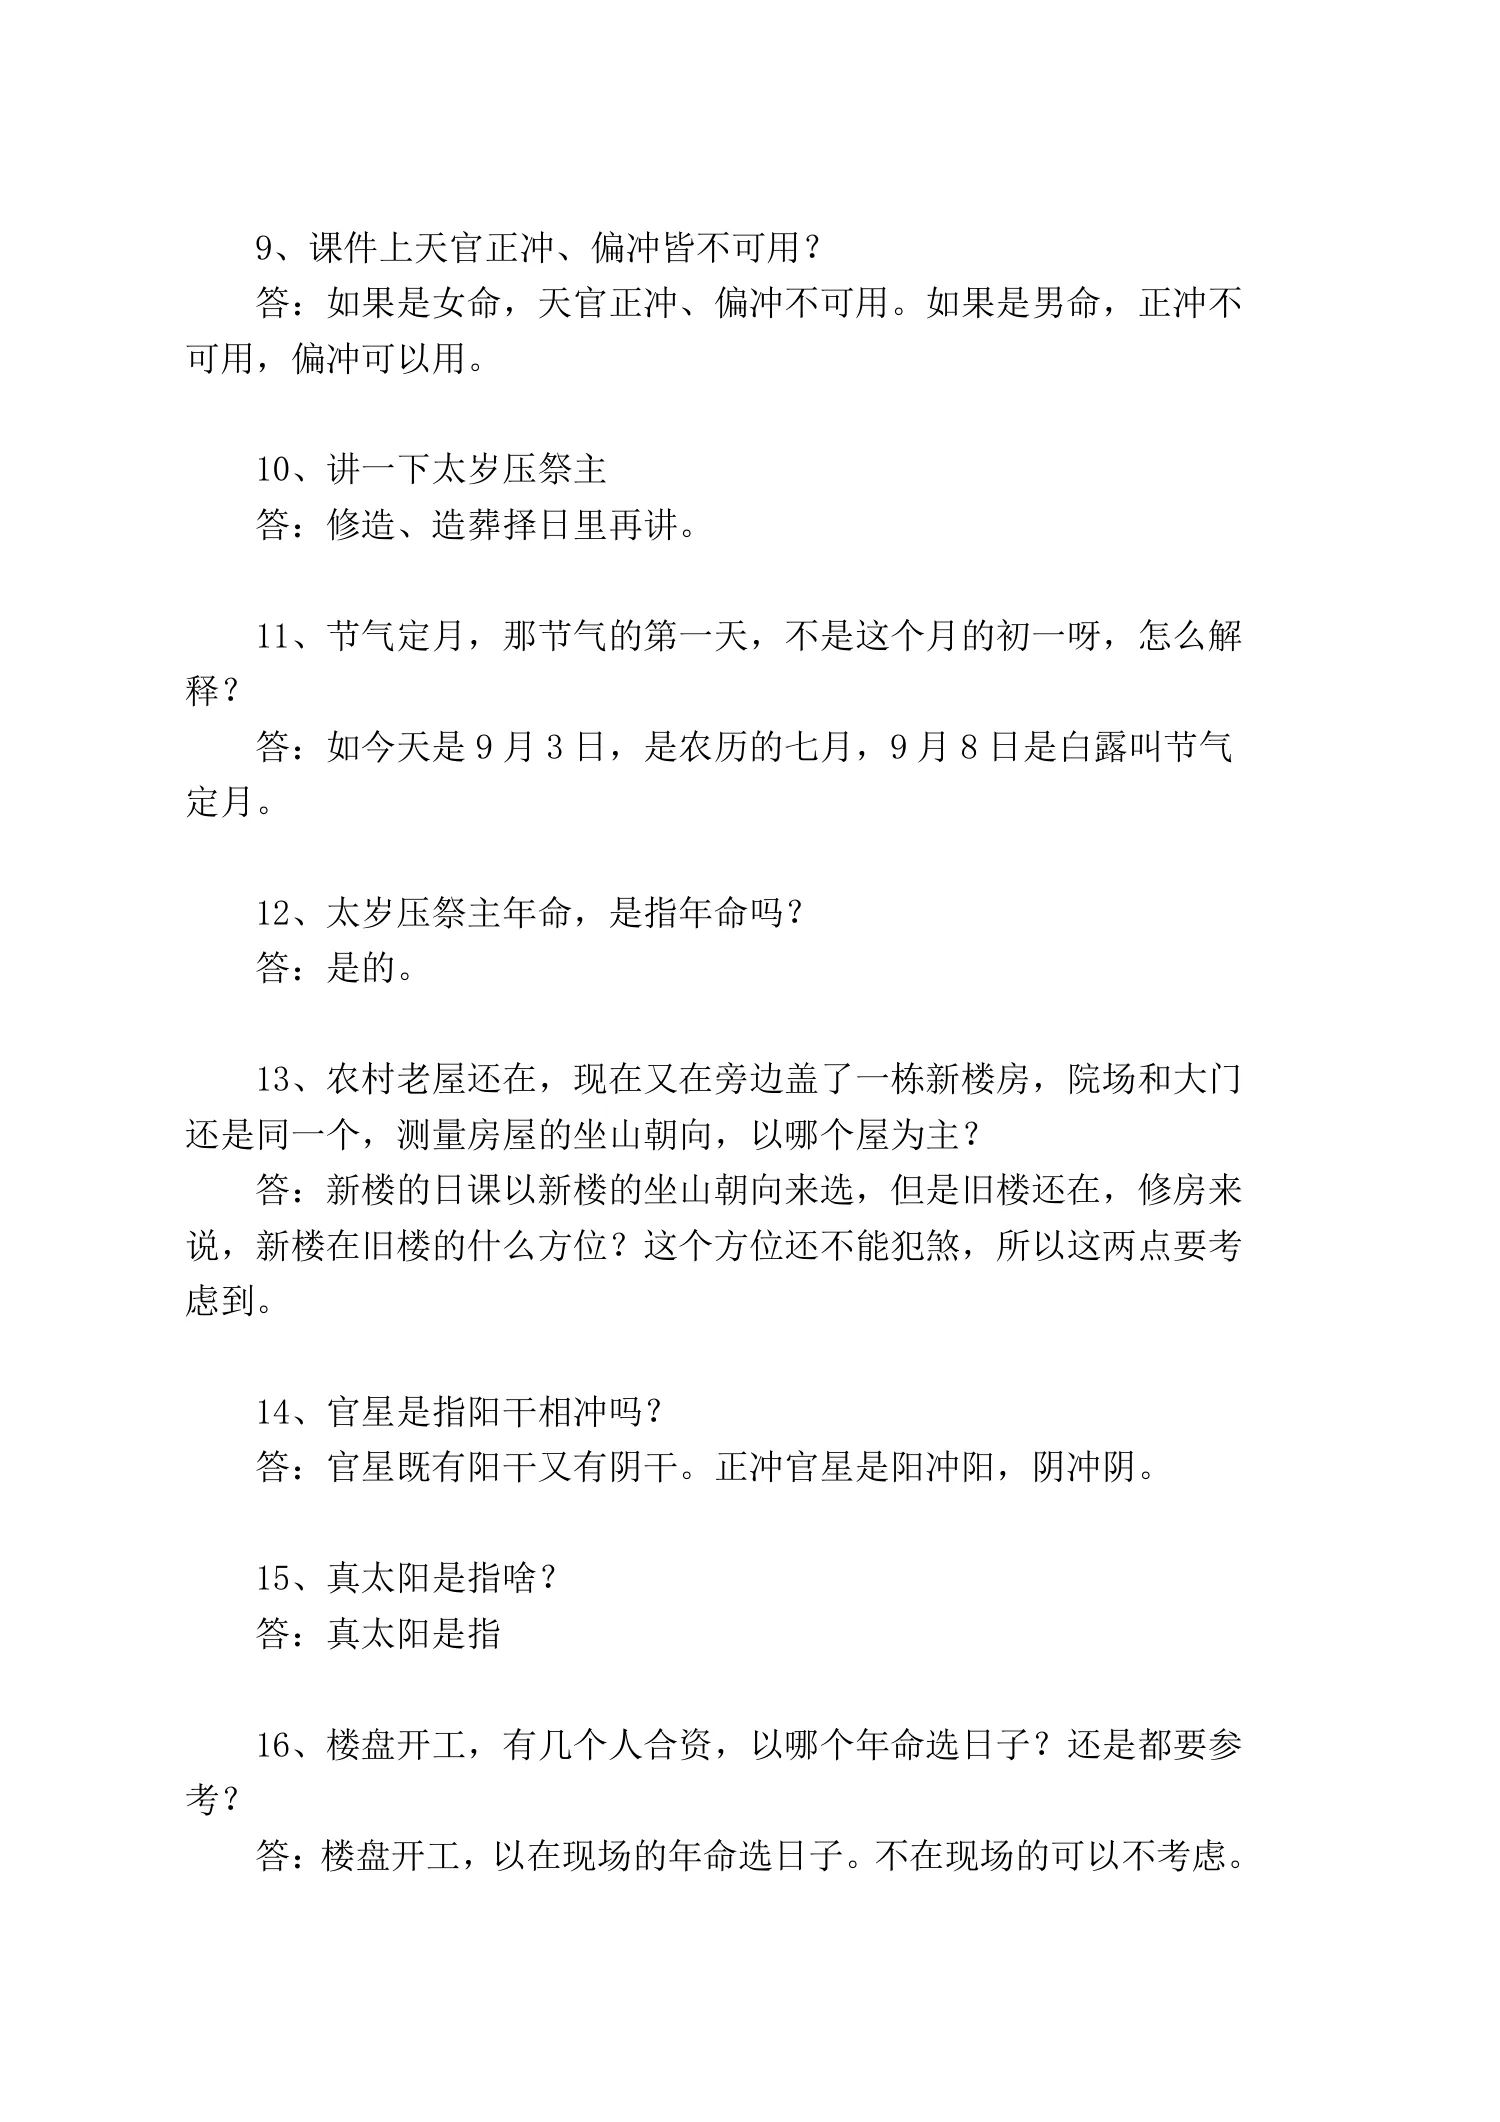 9、课件上天官正冲、偏冲皆不可用？
答：如果是女命，天官正冲、偏冲不可用。如果是男命，正冲不
可用，偏冲可以用。
10、讲一下太岁压祭主
答：修造、造葬择日里再讲。
11、节气定月，那节气的第一天，不是这个月的初一呀，怎么解
释？
答：如今天是 9 月 3 日，是农历的七月，9 月 8 日是白露叫节气
定月。
12、太岁压祭主年命，是指年命吗？
答：是的。
13、农村老屋还在，现在又在旁边盖了一栋新楼房，院场和大门
还是同一个，测量房屋的坐山朝向，以哪个屋为主？
答：新楼的日课以新楼的坐山朝向来选，但是旧楼还在，修房来
说，新楼在旧楼的什么方位？这个方位还不能犯煞，所以这两点要考
虑到。
14、官星是指阳干相冲吗？
答：官星既有阳干又有阴干。正冲官星是阳冲阳，阴冲阴。
15、真太阳是指啥？
答：真太阳是指
16、楼盘开工，有几个人合资，以哪个年命选日子？还是都要参
考？
答：楼盘开工，以在现场的年命选日子。不在现场的可以不考虑。